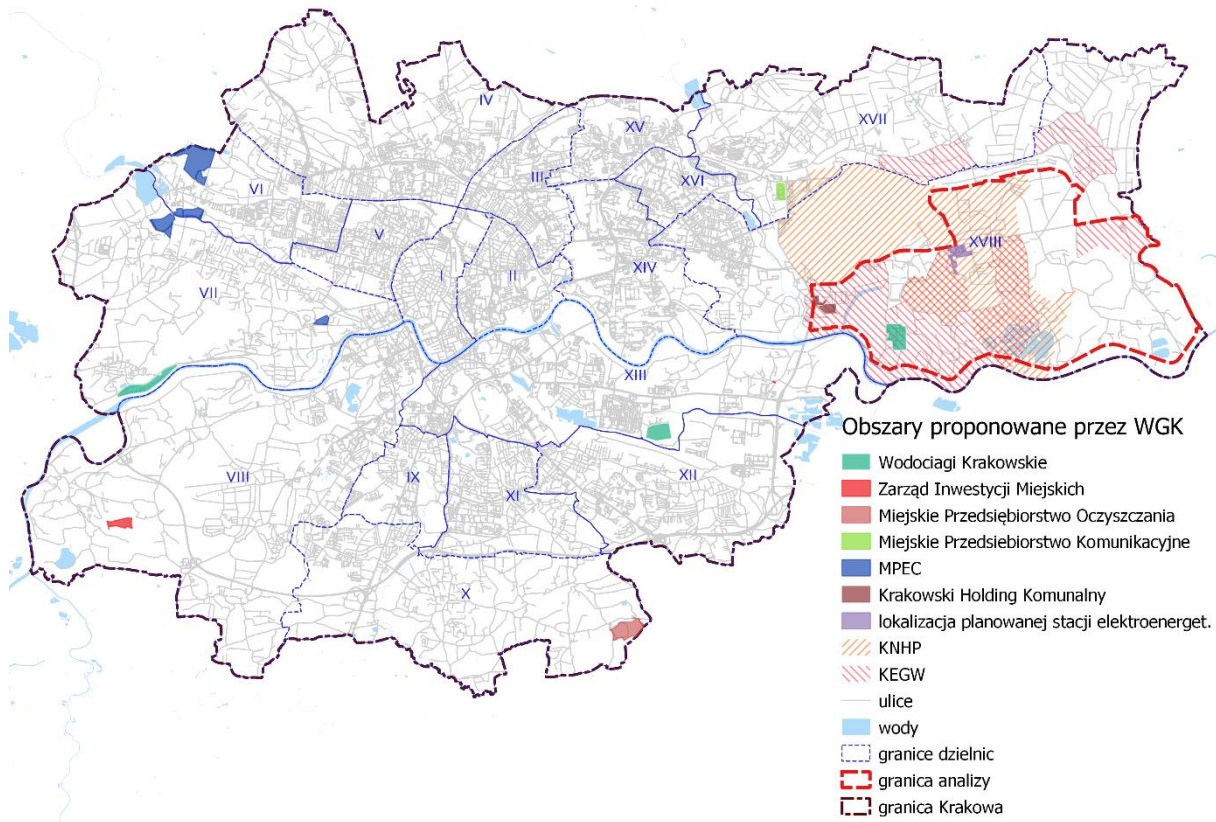 IV
XV
XVII
III
XVI
VI
V
XVIII
I
II
XIV
VII
XIII
Obszary proponowane przez WGK
Wodociagi Krakowskie
Zarząd Inwestycji Miejskich
Miejskie Przedsiębiorstwo Oczyszczania
Miejskie Przedsiebiorstwo Komunikacyjne
MPEC
Krakowski Holding Komunalny
lokalizacja planowanej stacji elektroenerget.
KNHP
KEGW
ulice
wody
granice dzielnic
granica analizy
granica Krakowa
VIII
IX
XI
XII
X